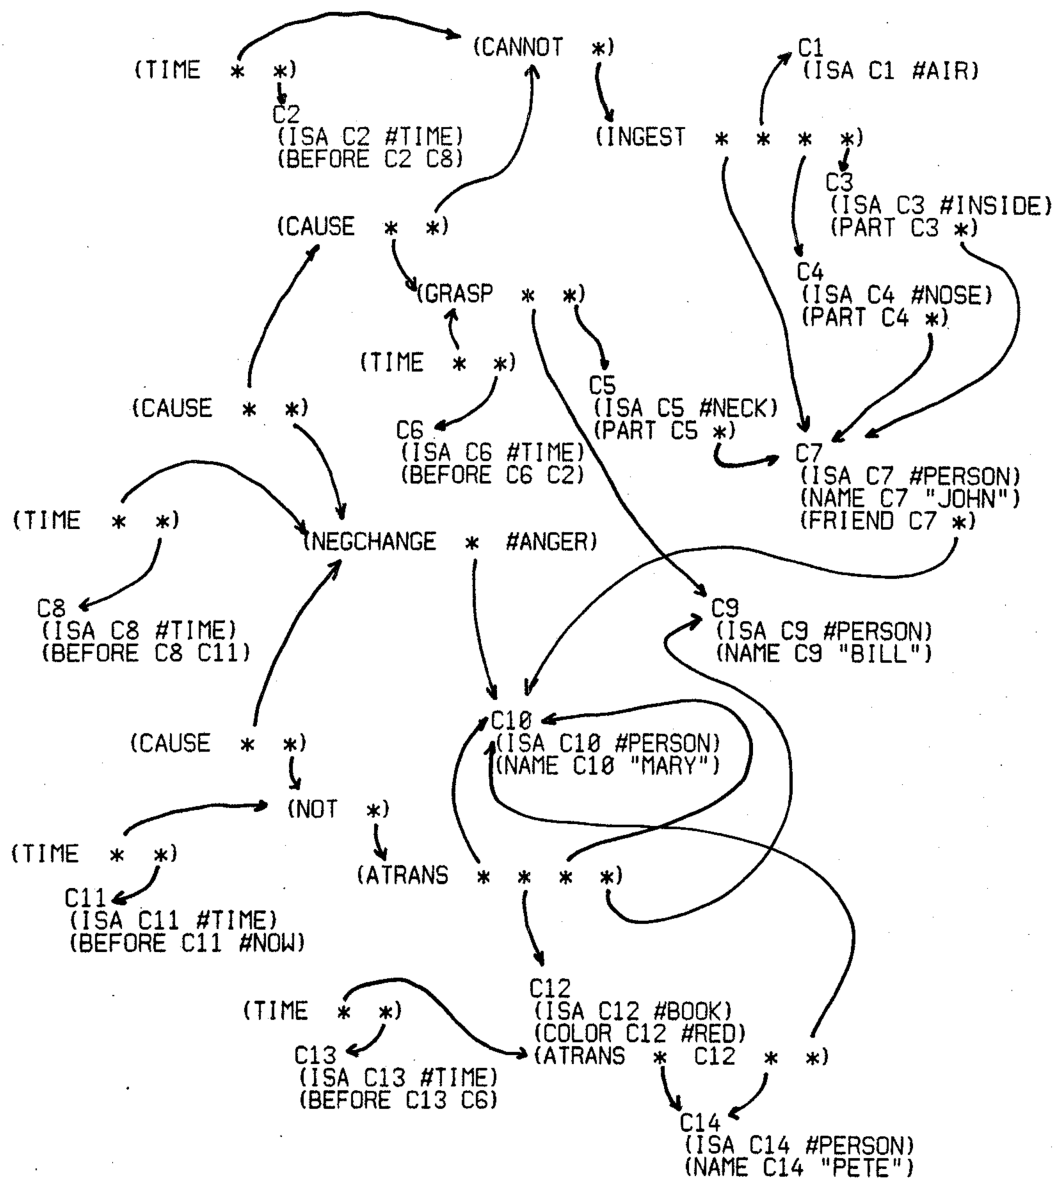 (CANNOT *)
C1
(ISA C1 #AIR)
(TIME * *)
C2
(ISA C2 #TIME)
(BEFORE C2 C8)
(INGEST * * * *)
C3
(ISA C3 #INSIDE)
(PART C3 *)
(CAUSE * *)
C4
(ISA C4 #NOSE)
(PART C4 *)
(GRASP * *)
(TIME * *)
C5
(ISA C5 #NECK)
(PART C5 *)
(CAUSE * *)
C6
(ISA C6 #TIME)
(BEFORE C6 C2)
C7
(ISA C7 #PERSON)
(NAME C7 "JOHN")
(FRIEND C7 *)
(TIME * *)
(NEGCHANGE * #ANGER)
C8
(ISA C8 #TIME)
(BEFORE C8 C11)
C9
(ISA C9 #PERSON)
(NAME C9 "BILL")
C10
(ISA C10 #PERSON)
(NAME C10 "MARY")
(CAUSE * *)
(NOT *)
(TIME * *)
(ATRANS * * * *)
C11
(ISA C11 #TIME)
(BEFORE C11 #NOW)
C12
(ISA C12 #BOOK)
(COLOR C12 #RED)
(ATRANS * C12 * *)
(TIME * *)
C13
(ISA C13 #TIME)
(BEFORE C13 C6)
C14
(ISA C14 #PERSON)
(NAME C14 "PETE")